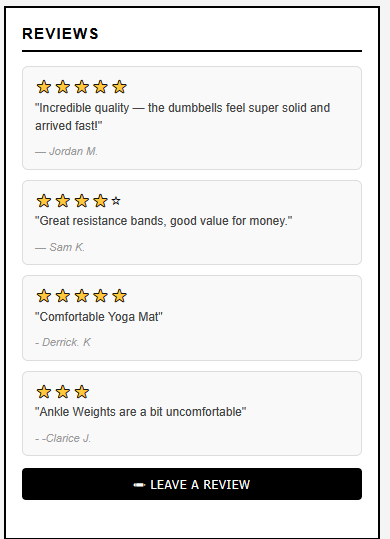 REVIEWS
"Incredible quality — the dumbbells feel super solid and
arrived fast!"
— Jordan M.
"Great resistance bands, good value for money."
— Sam K.
"Comfortable Yoga Mat"
- Derrick. K
"Ankle Weights are a bit uncomfortable"
- -Clarice J.
LEAVE A REVIEW